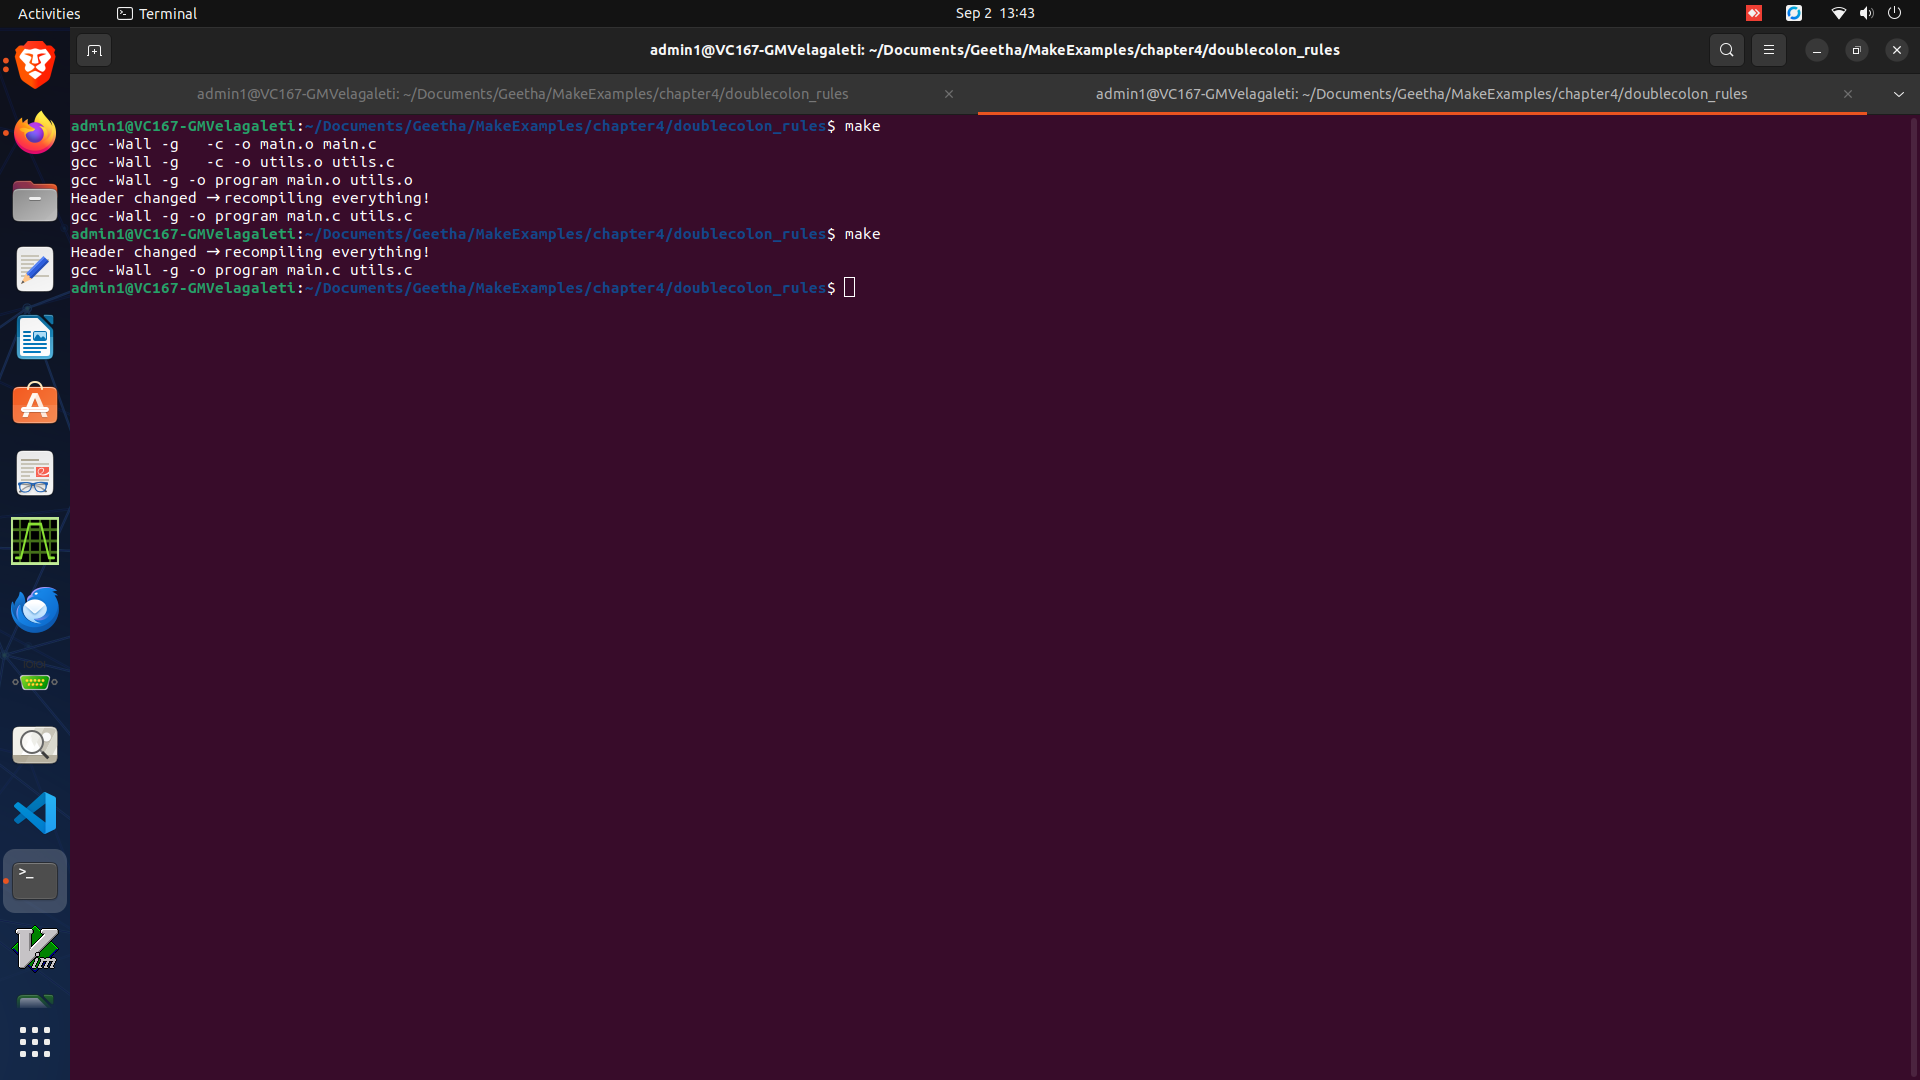 Activities
Terminal
Sep 2 13:43
admin1@VC167-GMVelagaleti: ~/Documents/Geetha/MakeExamples/chapter4/doublecolon_rules
admin1@VC167-GMVelagaleti: ~/Documents/Geetha/MakeExamples/chapter4/doublecolon_rules
admin1@VC167-GMVelagaleti: ~/Documents/Geetha/MakeExamples/chapter4/doublecolon_rules
admin1@VC167-GMVelagaleti:~/Documents/Geetha/MakeExamples/chapter4/doublecolon_rules$ make
gcc -Wall -g   -c -o main.o main.c
gcc -Wall -g   -c -o utils.o utils.c
gcc -Wall -g -o program main.o utils.o
Header changed → recompiling everything!
gcc -Wall -g -o program main.c utils.c
admin1@VC167-GMVelagaleti:~/Documents/Geetha/MakeExamples/chapter4/doublecolon_rules$ make
Header changed → recompiling everything!
gcc -Wall -g -o program main.c utils.c
admin1@VC167-GMVelagaleti:~/Documents/Geetha/MakeExamples/chapter4/doublecolon_rules$
>_
Vim